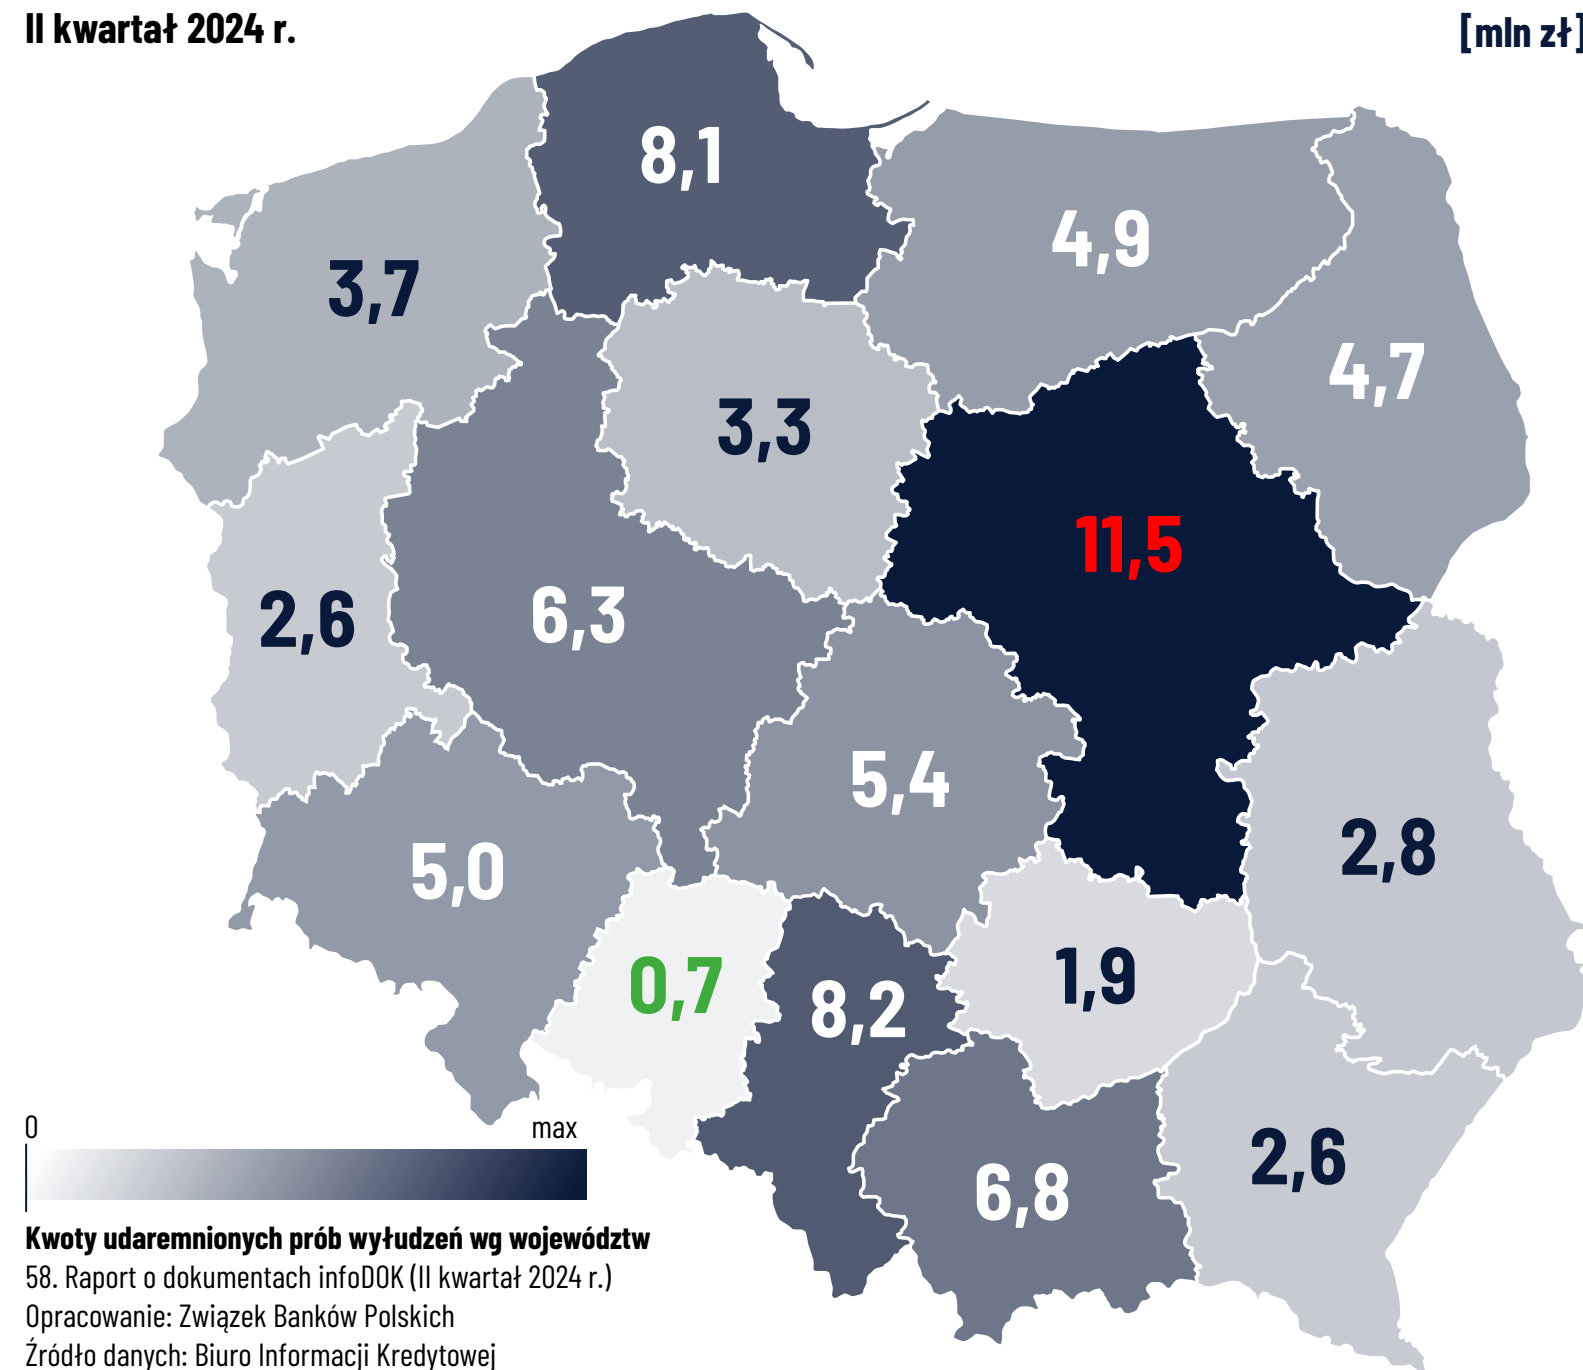 II kwartał 2024 r.
[mln zł]
8,1
4,9
3,7
4,7
3,3
11,5
2,6
6,3
5,4
2,8
5,0
1,9
0,7
8,2
2,6
6,8
0 max
Kwoty udaremnionych prób wyłudzeń wg województw
58. Raport o dokumentach infoDOK (II kwartał 2024 r.)
Opracowanie: Związek Banków Polskich
Źródło danych: Biuro Informacji Kredytowej